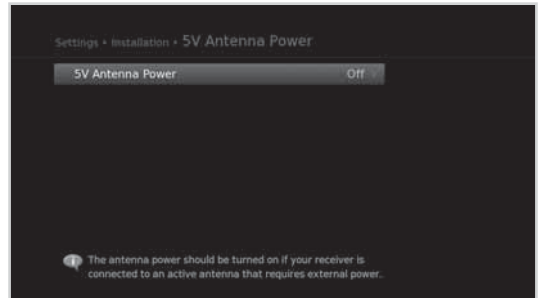 Settings • Installation • 5V Antenna Power
5V Antenna Power Off
The antenna power should be turned on if your receiver is
connected to an active antenna that requires external power.